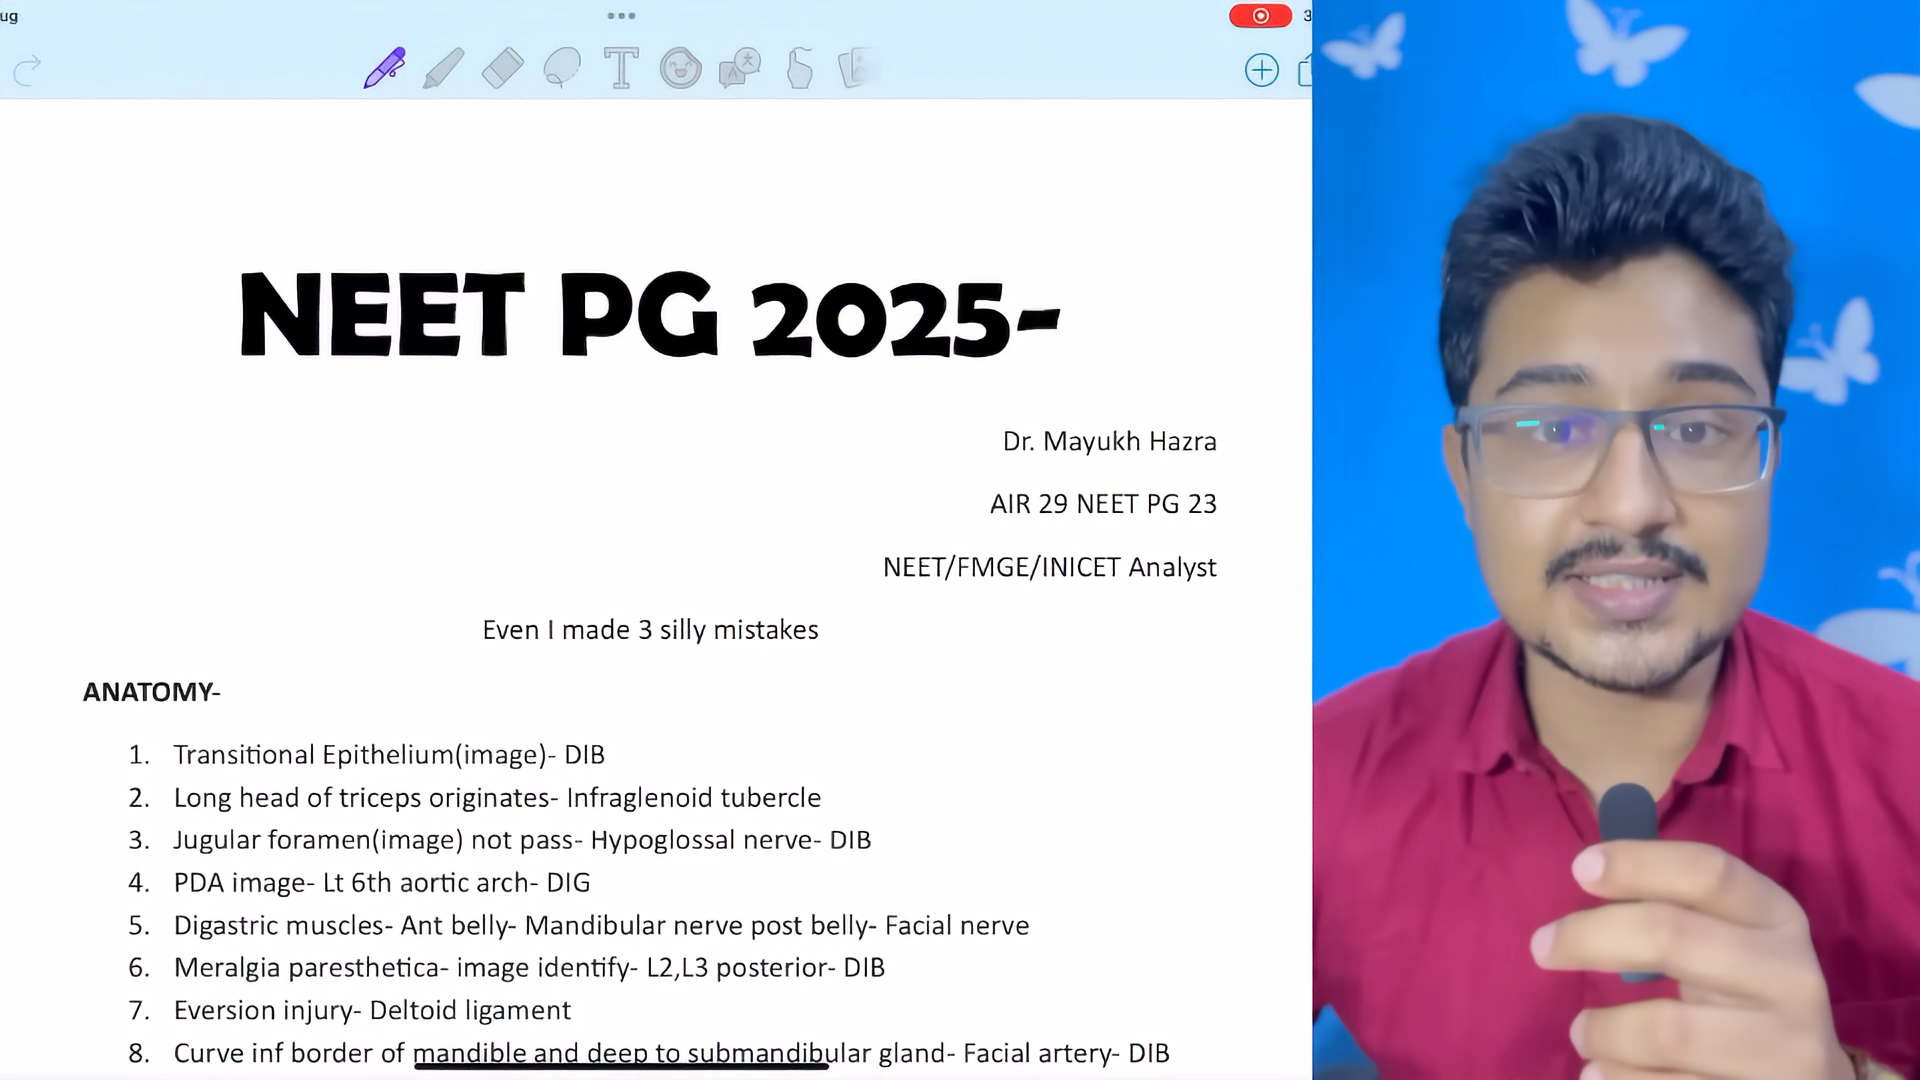 ug
3
NEET PG 2025-
Dr. Mayukh Hazra
AIR 29 NEET PG 23
NEET/FMGE/INICET Analyst
Even I made 3 silly mistakes
ANATOMY-
1. Transitional Epithelium(image)- DIB
2. Long head of triceps originates- Infraglenoid tubercle
3. Jugular foramen(image) not pass- Hypoglossal nerve- DIB
4. PDA image- Lt 6th aortic arch- DIG
5. Digastric muscles- Ant belly- Mandibular nerve post belly- Facial nerve
6. Meralgia paresthetica- image identify- L2,L3 posterior- DIB
7. Eversion injury- Deltoid ligament
8. Curve inf border of mandible and deep to submandibular gland- Facial artery- DIB